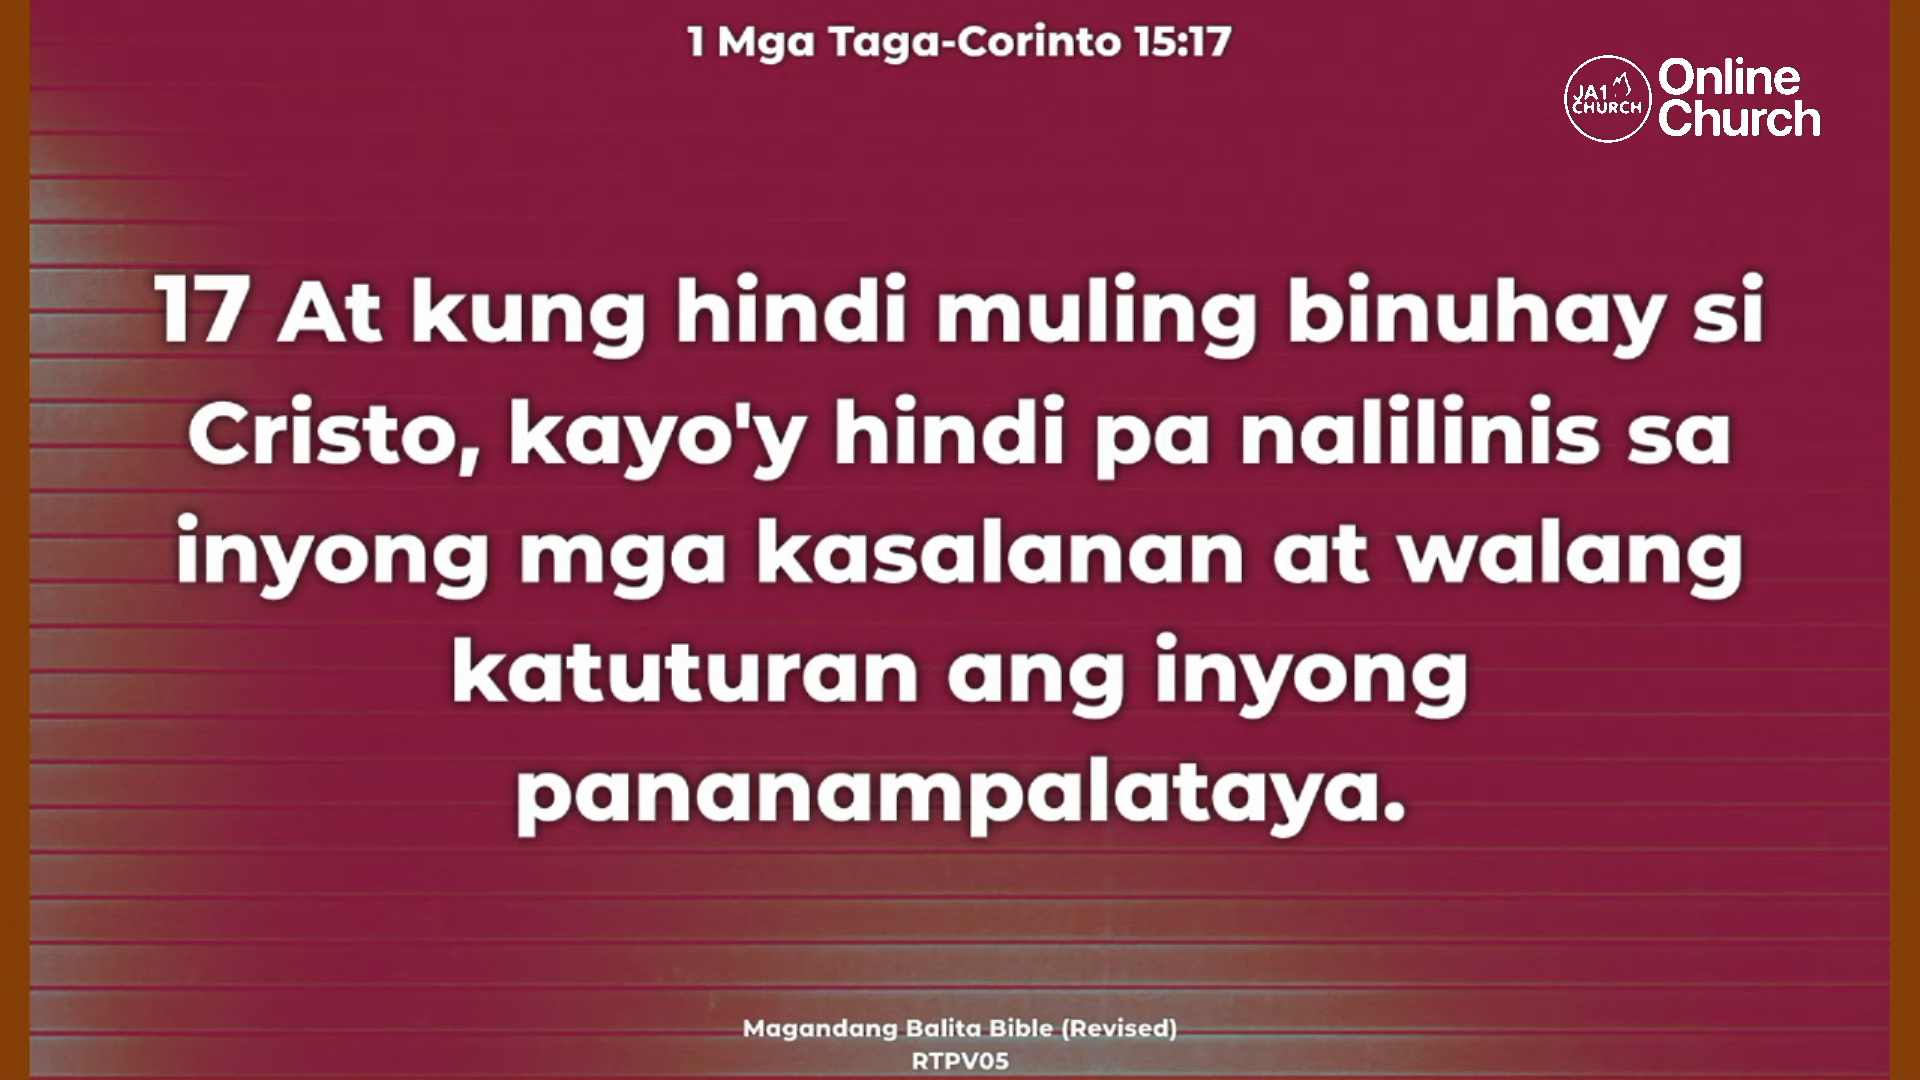 1 Mga Taga-Corinto 15:17
JA1
CHURCH
Online
Church
17 At kung hindi muling binuhay si
Cristo, kayo'y hindi pa nalilinis sa
inyong mga kasalanan at walang
katuturan ang inyong
pananampalataya.
Magandang Balita Bible (Revised)
RTPV05